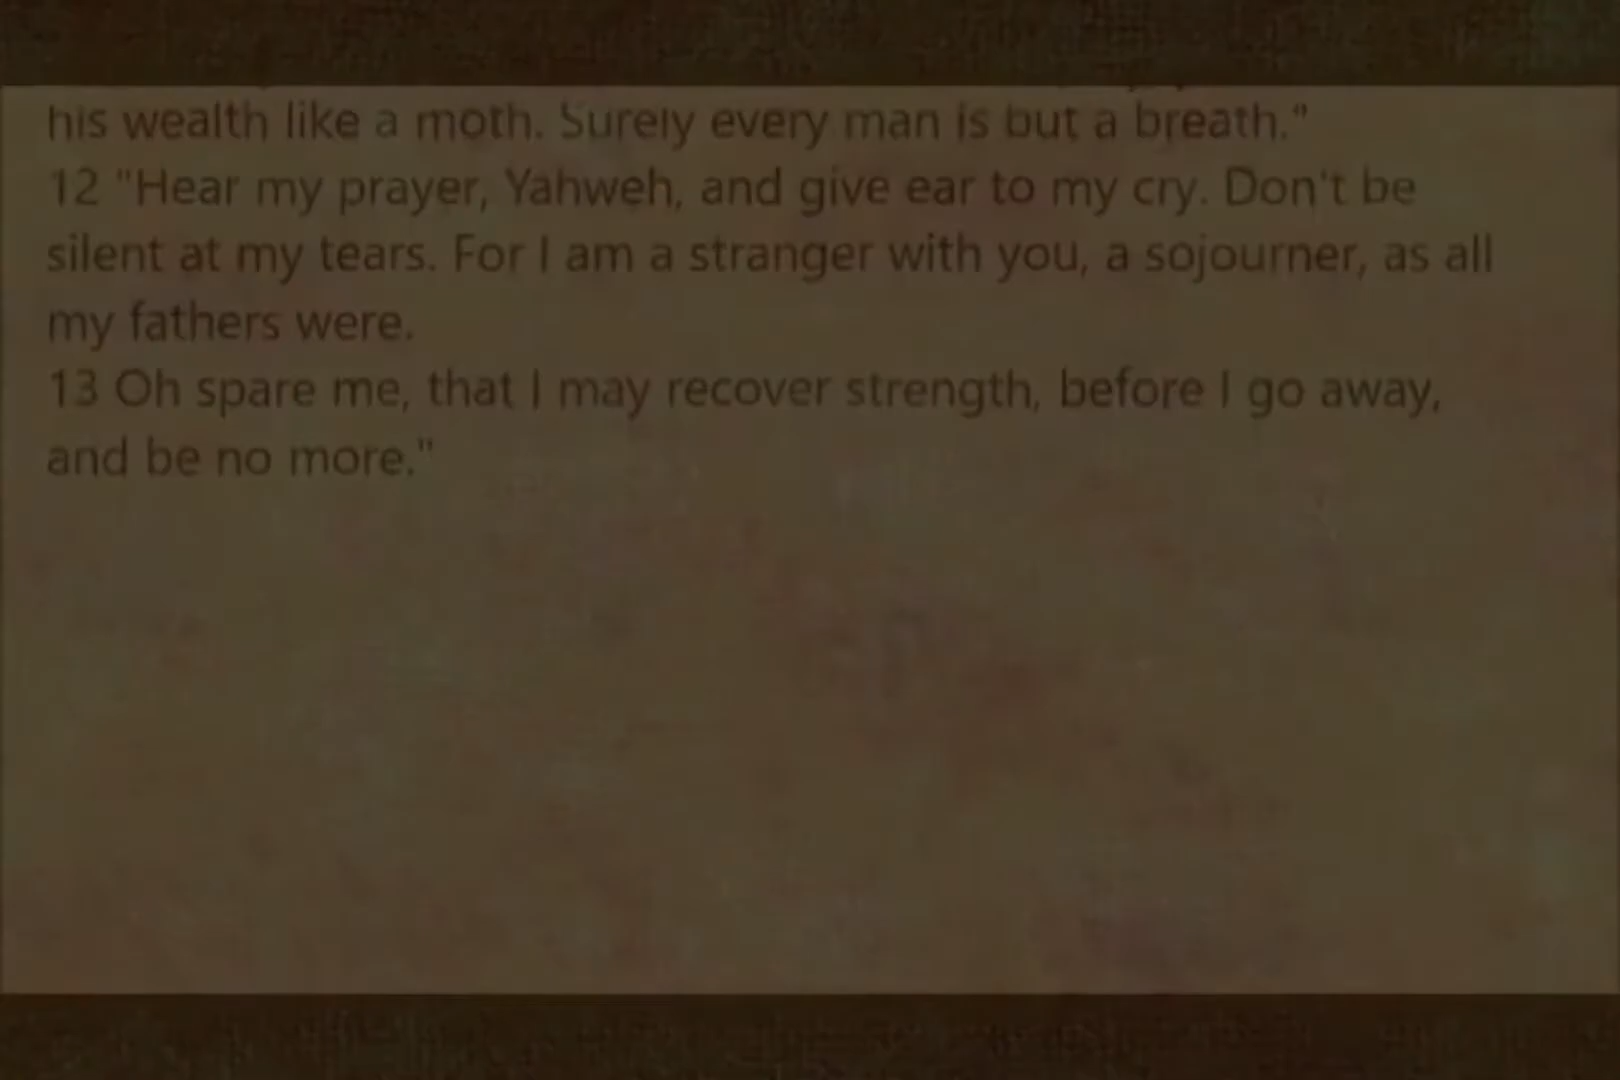 his wealth like a moth. Surely every man is but a breath."
12 "Hear my prayer, Yahweh, and give ear to my cry. Don't be
silent at my tears. For I am a stranger with you, a sojourner, as all
my fathers were.
13 Oh spare me, that I may recover strength, before I go away,
and be no more."